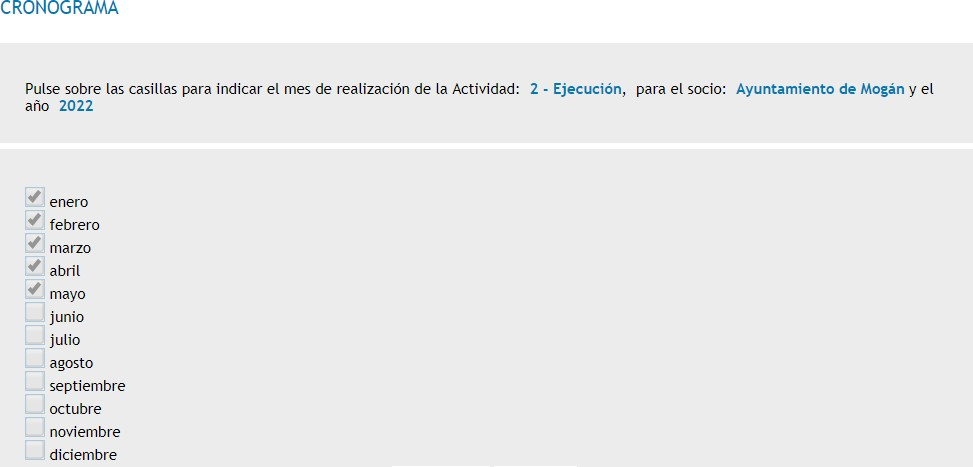 CRONOGRAMA
Pulse sobre las casillas para indicar el mes de realización de la Actividad: 2 - Ejecución, para el socio: Ayuntamiento de Mogán y el
año 2022
enero
febrero
marzo
abril
mayo
junio
julio
agosto
septiembre
octubre
noviembre
diciembre